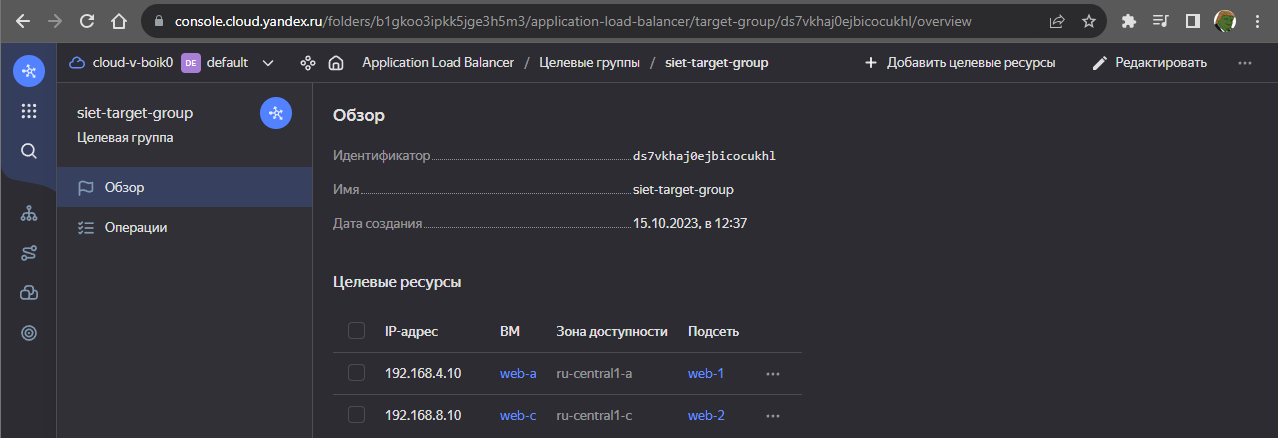 console.cloud.yandex.ru/folders/b1gkoo3ipkk5jge3h5m3/application-load-balancer/target-group/ds7vkhaj0ejbicocukhl/overview
cloud-v-boik0 DE default Application Load Balancer / Целевые группы / siet-target-group + Добавить целевые ресурсы Редактировать
siet-target-group
Целевая группа
Обзор
Операции
Обзор
Идентификатор ds7vkhaj0ejbicocukhl
Имя siet-target-group
Дата создания 15.10.2023, в 12:37
Целевые ресурсы
IP-адрес ВМ Зона доступности Подсеть
192.168.4.10 web-a ru-central1-a web-1
192.168.8.10 web-c ru-central1-c web-2